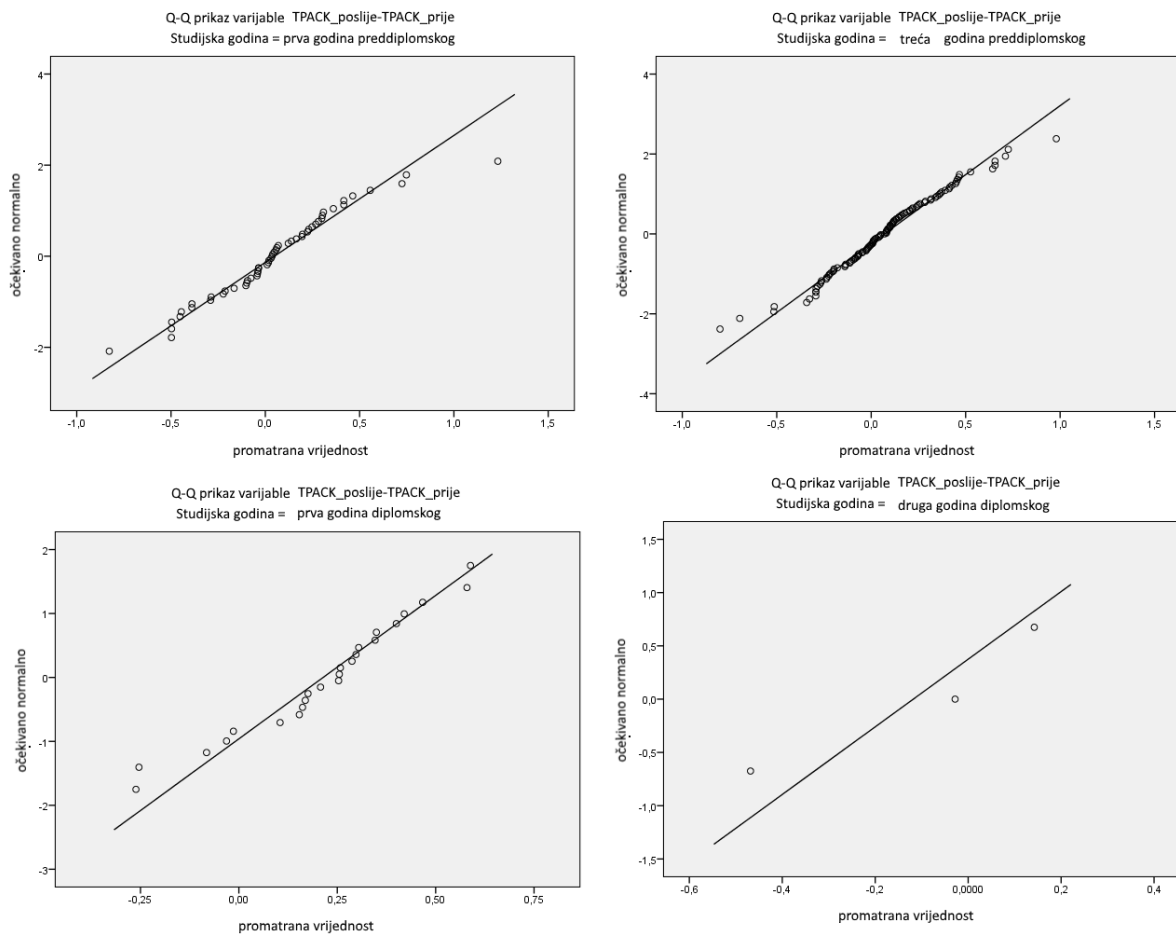 Q-Q prikaz varijable TPACK_poslije-TPACK_prije
Studijska godina = prva godina preddiplomskog
4
2
0
-2
očekivano normalno
-1,0 -0,5 0,0 0,5 1,0 1,5
promatrana vrijednost
Q-Q prikaz varijable TPACK_poslije-TPACK_prije
Studijska godina = treća godina preddiplomskog
4
2
0
-2
-4
očekivano normalno
-1,0 -0,5 0,0 0,5 1,0 1,5
promatrana vrijednost
Q-Q prikaz varijable TPACK_poslije-TPACK_prije
Studijska godina = prva godina diplomskog
2
1
0
-1
-2
-3
očekivano normalno
-0,25 0,00 0,25 0,50 0,75
promatrana vrijednost
Q-Q prikaz varijable TPACK_poslije-TPACK_prije
Studijska godina = druga godina diplomskog
1,5
1,0
0,5
0,0
-0,5
-1,0
-1,5
očekivano normalno
-0,6 -0,4 -0,2 0,0000 0,2 0,4
promatrana vrijednost